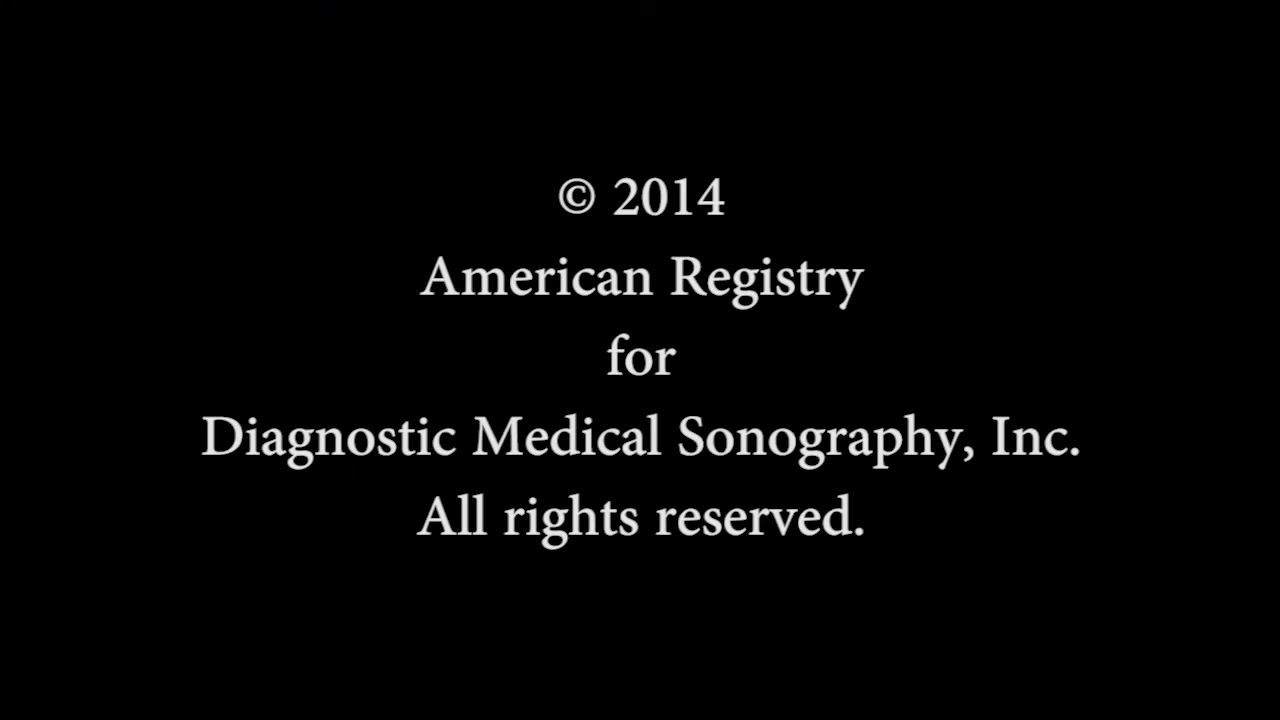 © 2014
American Registry
for
Diagnostic Medical Sonography, Inc.
All rights reserved.